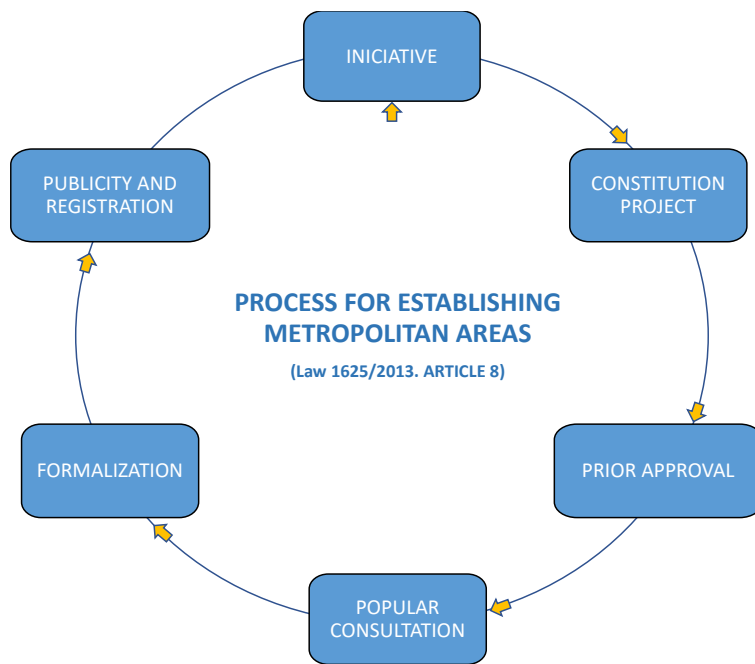 INICIATIVE
CONSTITUTION
PROJECT
PRIOR APPROVAL
POPULAR
CONSULTATION
FORMALIZATION
PUBLICITY AND
REGISTRATION
PROCESS FOR ESTABLISHING
METROPOLITAN AREAS
(Law 1625/2013. ARTICLE 8)